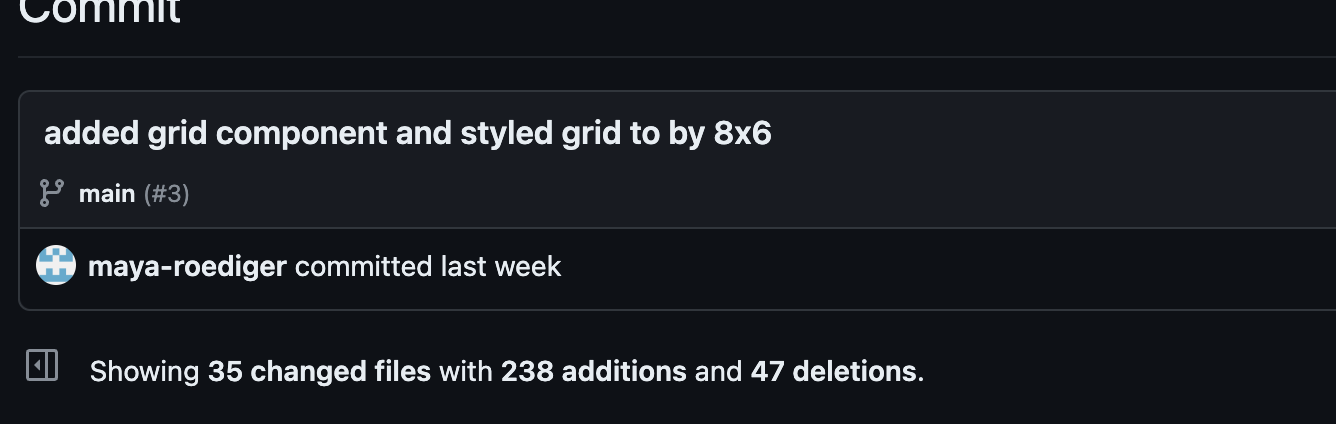 Commit
added grid component and styled grid to by 8x6
main (#3)
maya-roediger committed last week
Showing 35 changed files with 238 additions and 47 deletions.